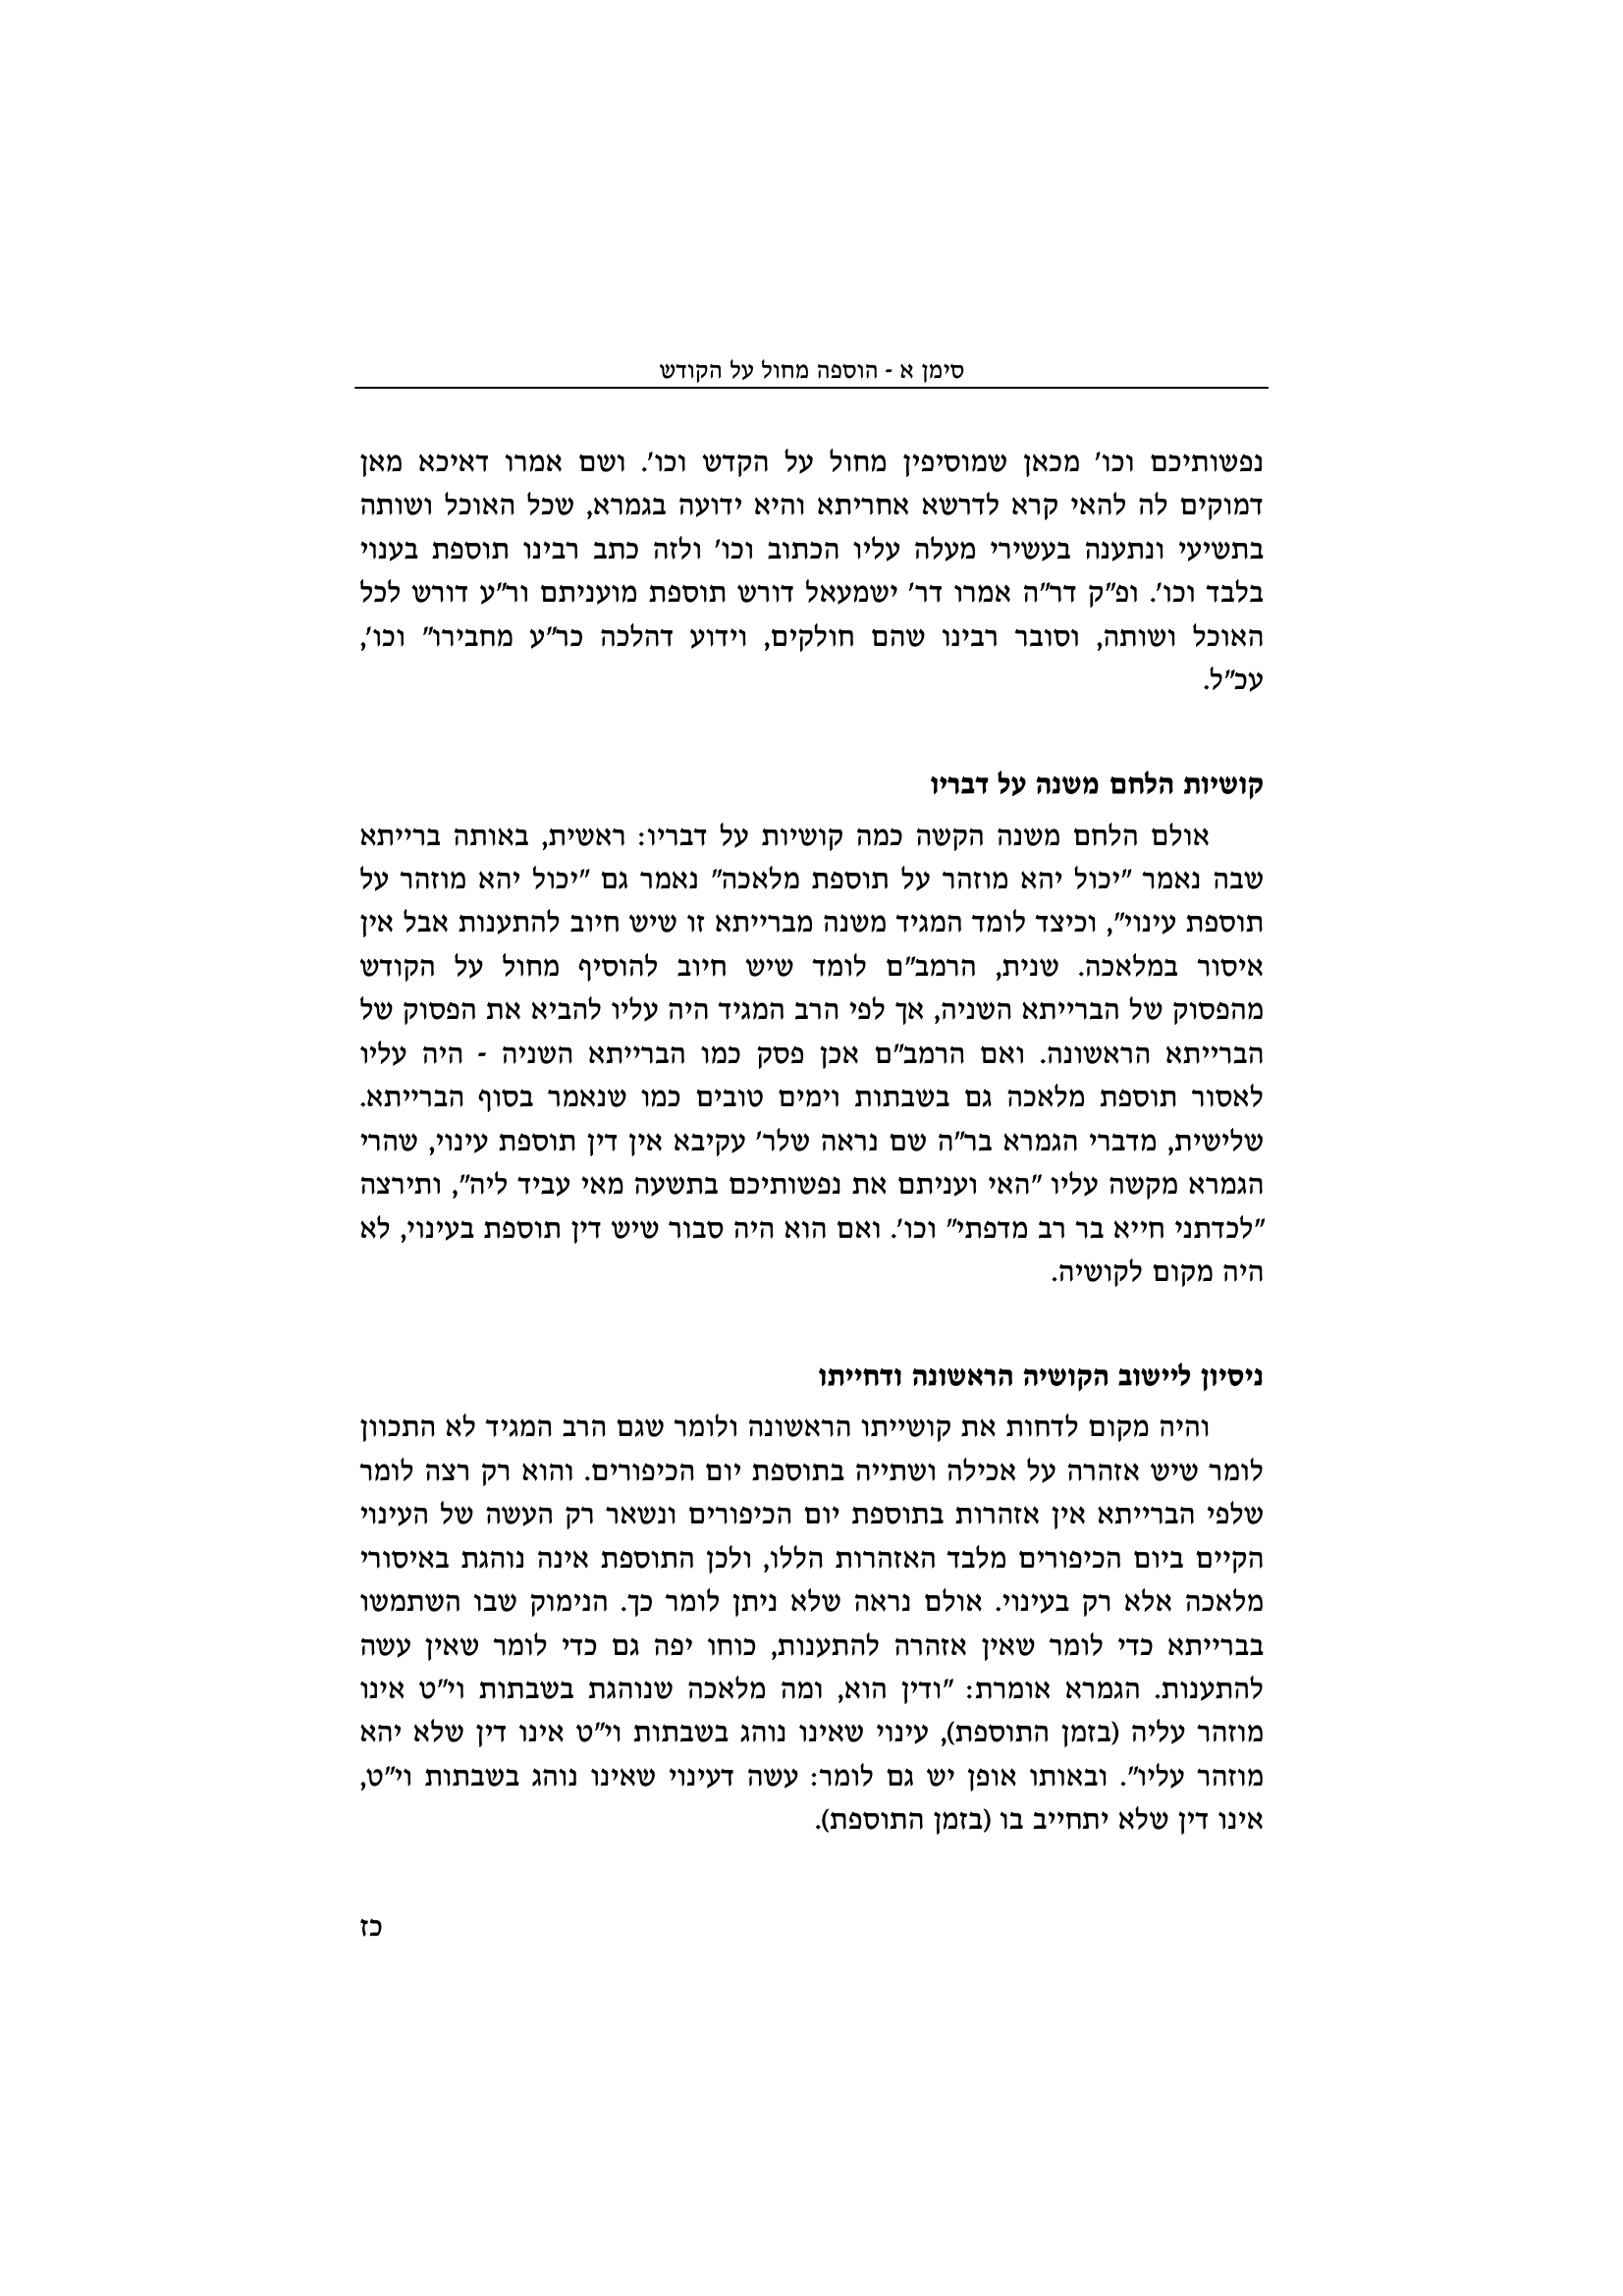 סימן א - הוספה מחול על הקודש
נפשותיכם וכו' מכאן שמוסיפין מחול על הקדש וכו'. ושם אמרו דאיכא מאן
דמוקים לה להאי קרא לדרשא אחריתא והיא ידועה בגמרא, שכל האוכל ושותה
בתשיעי ונתענה בעשירי מעלה עליו הכתוב וכו' ולזה כתב רבינו תוספת בענוי
בלבד וכו'. ופ"ק דר"ה אמרו דר' ישמעאל דורש תוספת מועניתם ור"ע דורש לכל
האוכל ושותה, וסובר רבינו שהם חולקים, וידוע דהלכה כר"ע מחבירו" וכו',
עכ"ל.
קושיות הלחם משנה על דבריו
אולם הלחם משנה הקשה כמה קושיות על דבריו: ראשית, באותה ברייתא
שבה נאמר "יכול יהא מוזהר על תוספת מלאכה" נאמר גם "יכול יהא מוזהר על
תוספת עינוי", וכיצד לומד המגיד משנה מברייתא זו שיש חיוב להתענות אבל אין
איסור במלאכה. שנית, הרמב"ם לומד שיש חיוב להוסיף מחול על הקודש
מהפסוק של הברייתא השניה, אך לפי הרב המגיד היה עליו להביא את הפסוק של
הברייתא הראשונה. ואם הרמב"ם אכן פסק כמו הברייתא השניה - היה עליו
לאסור תוספת מלאכה גם בשבתות וימים טובים כמו שנאמר בסוף הברייתא.
שלישית, מדברי הגמרא בר"ה שם נראה שלר' עקיבא אין דין תוספת עינוי, שהרי
הגמרא מקשה עליו "האי ועניתם את נפשותיכם בתשעה מאי עביד ליה", ותירצה
"לכדתני חייא בר רב מדפתי" וכו'. ואם הוא היה סבור שיש דין תוספת בעינוי, לא
היה מקום לקושיה.
ניסיון ליישוב הקושיה הראשונה ודחייתו
והיה מקום לדחות את קושייתו הראשונה ולומר שגם הרב המגיד לא התכוון
לומר שיש אזהרה על אכילה ושתייה בתוספת יום הכיפורים. והוא רק רצה לומר
שלפי הברייתא אין אזהרות בתוספת יום הכיפורים ונשאר רק העשה של העינוי
הקיים ביום הכיפורים מלבד האזהרות הללו, ולכן התוספת אינה נוהגת באיסורי
מלאכה אלא רק בעינוי. אולם נראה שלא ניתן לומר כך. הנימוק שבו השתמשו
בברייתא כדי לומר שאין אזהרה להתענות, כוחו יפה גם כדי לומר שאין עשה
להתענות. הגמרא אומרת: "ודין הוא, ומה מלאכה שנוהגת בשבתות וי"ט אינו
מוזהר עליה (בזמן התוספת), עינוי שאינו נוהג בשבתות וי"ט אינו דין שלא יהא
מוזהר עליו". ובאותו אופן יש גם לומר: עשה דעינוי שאינו נוהג בשבתות וי"ט,
אינו דין שלא יתחייב בו (בזמן התוספת).
כז